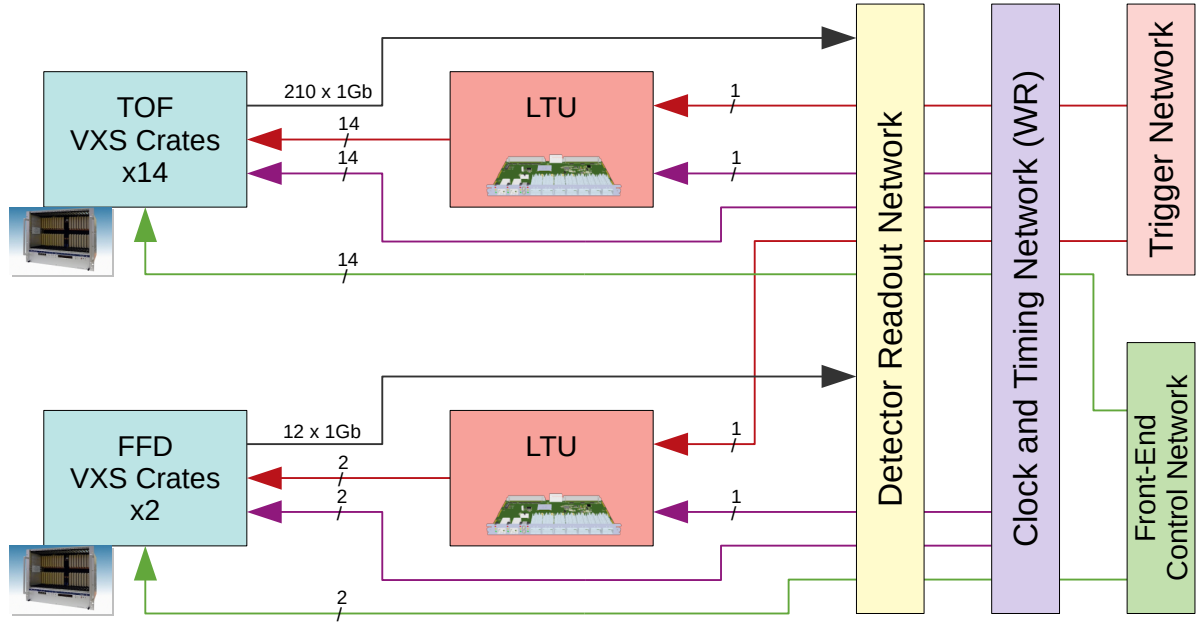 TOF
VXS Crates
x14
210 x 1Gb
14
14
14
LTU
1
1
FFD
VXS Crates
x2
12 x 1Gb
2
2
2
LTU
1
1
Detector Readout Network
Clock and Timing Network (WR)
Trigger Network
Front-End
Control Network